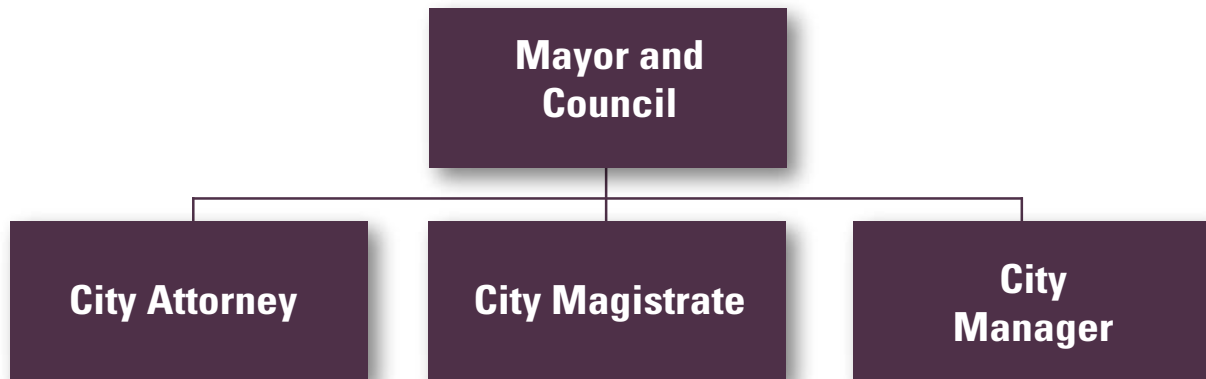 Mayor and
Council
City Attorney
City Magistrate
City
Manager